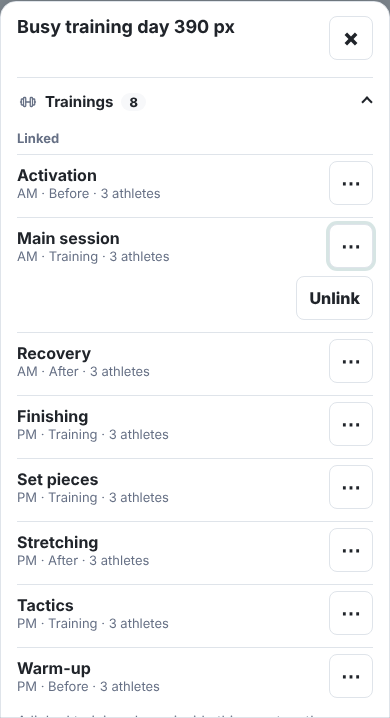 Busy training day 390 px
Trainings 8
Linked
Activation
AM · Before · 3 athletes
Main session
AM · Training · 3 athletes
Unlink
Recovery
AM · After · 3 athletes
Finishing
PM · Training · 3 athletes
Set pieces
PM · Training · 3 athletes
Stretching
PM · After · 3 athletes
Tactics
PM · Training · 3 athletes
Warm-up
PM · Before · 3 athletes